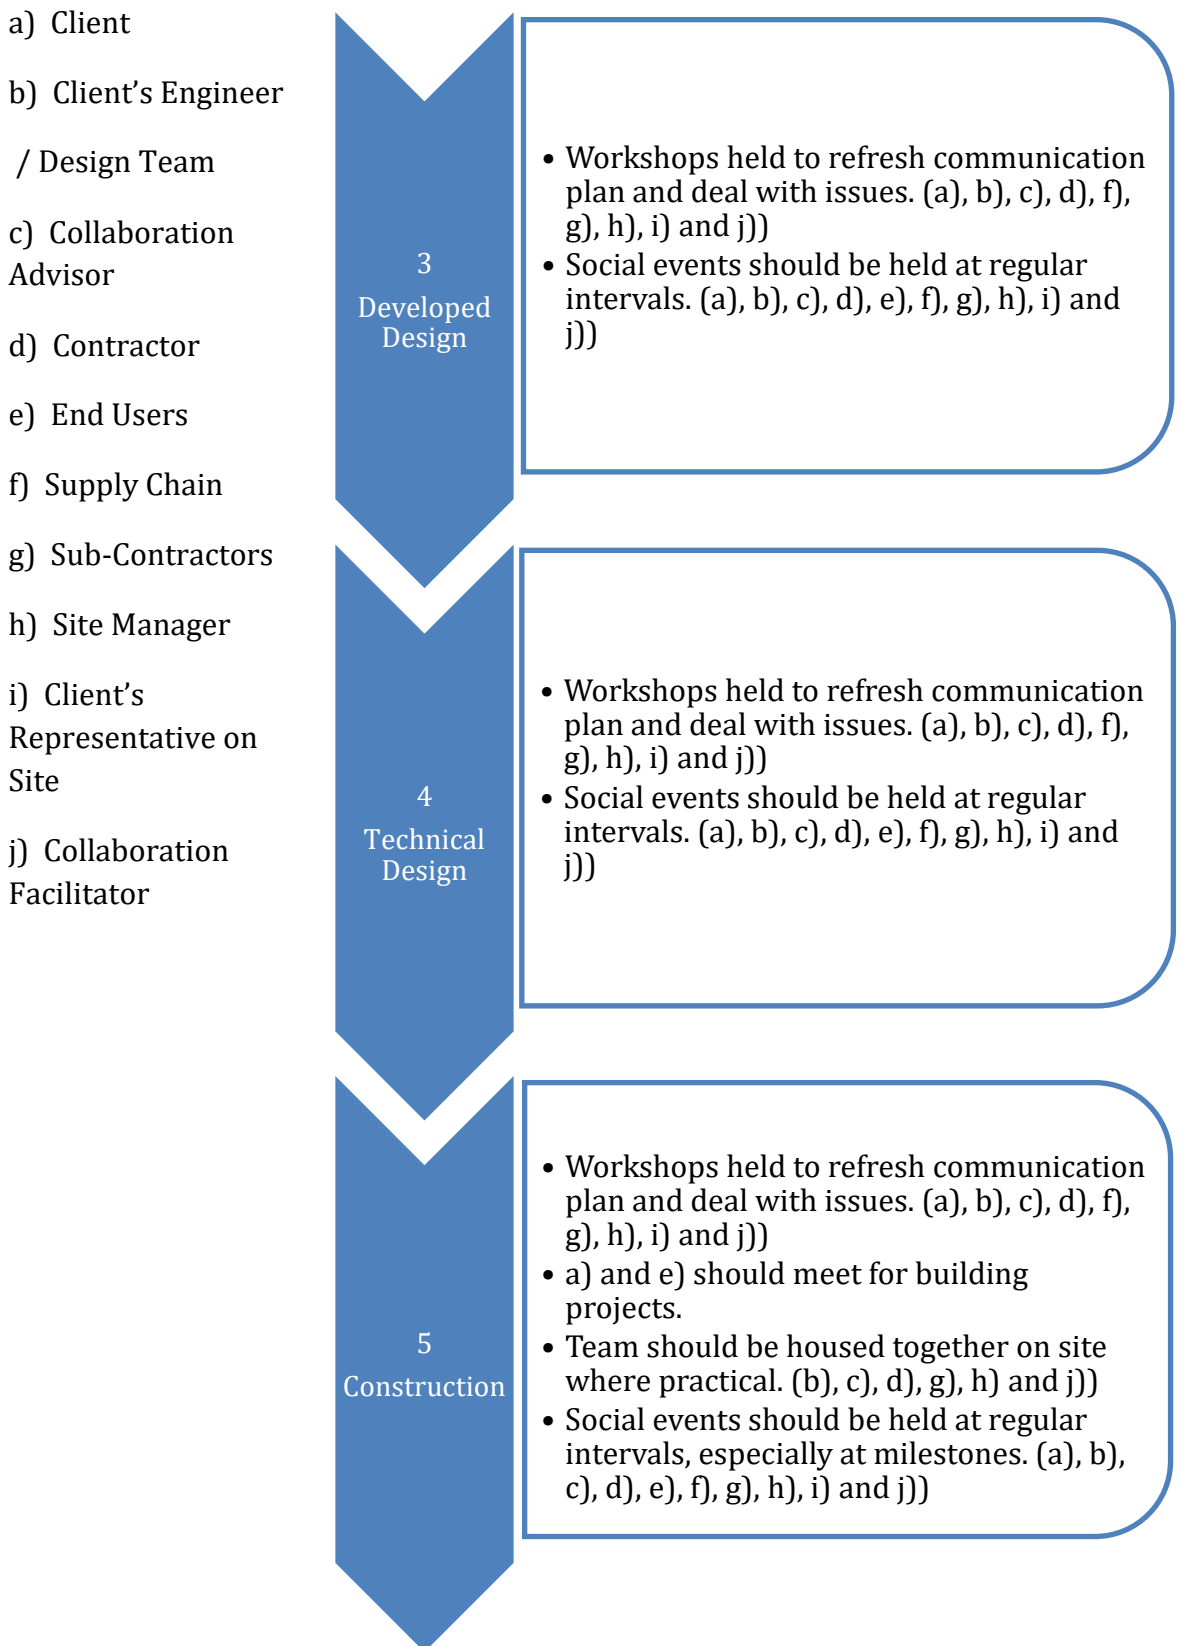 a) Client
b) Client’s Engineer
/ Design Team
c) Collaboration
Advisor
d) Contractor
e) End Users
f) Supply Chain
g) Sub-Contractors
h) Site Manager
i) Client’s
Representative on
Site
j) Collaboration
Facilitator
3
Developed
Design
• Workshops held to refresh communication
plan and deal with issues. (a), b), c), d), f),
g), h), i) and j))
• Social events should be held at regular
intervals. (a), b), c), d), e), f), g), h), i) and
j))
4
Technical
Design
• Workshops held to refresh communication
plan and deal with issues. (a), b), c), d), f),
g), h), i) and j))
• Social events should be held at regular
intervals. (a), b), c), d), e), f), g), h), i) and
j))
5
Construction
• Workshops held to refresh communication
plan and deal with issues. (a), b), c), d), f),
g), h), i) and j))
• a) and e) should meet for building
projects.
• Team should be housed together on site
where practical. (b), c), d), g), h) and j))
• Social events should be held at regular
intervals, especially at milestones. (a), b),
c), d), e), f), g), h), i) and j))